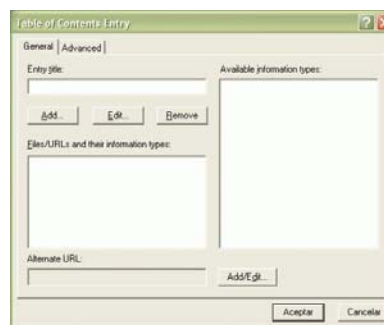 Table of Contents Entry
General Advanced
Entry title:
Available information types:
Add... Edit... Remove
Files/URLs and their information types:
Alternate URL:
Add/Edit...
Aceptar Cancelar